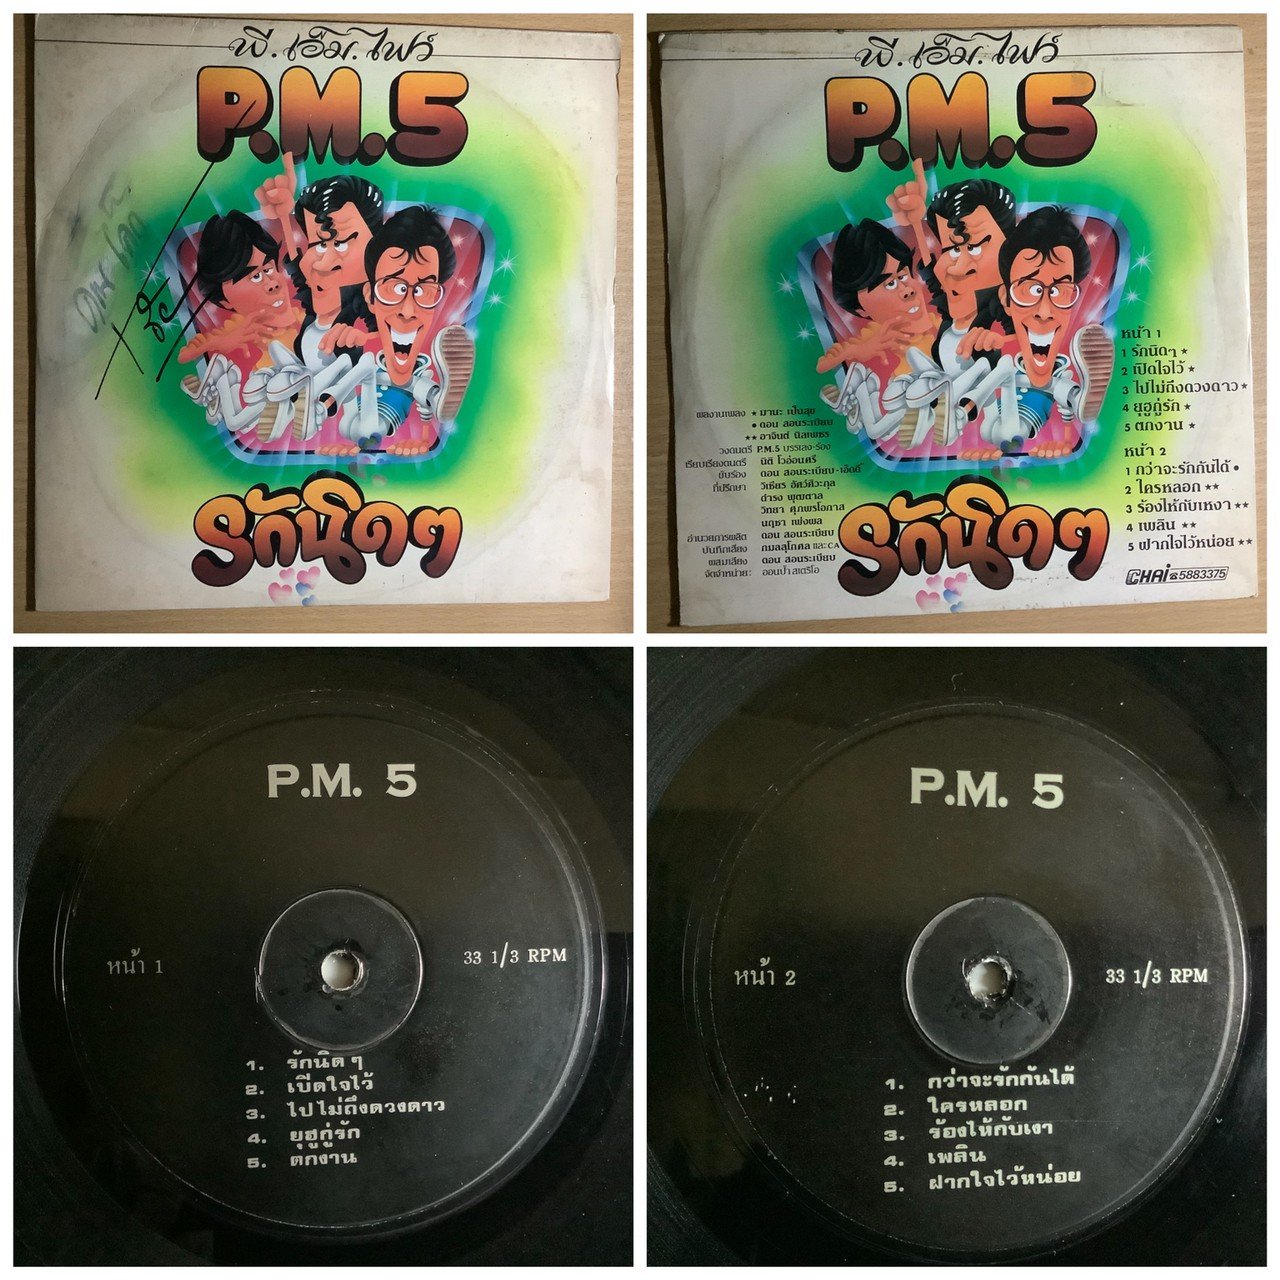 พี.เอ็ม.ไฟว์
P.M.5
รักนิดๆ
พี.เอ็ม.ไฟว์
P.M.5
หน้า 1
1 รักนิดๆ ★
2 เปิดใจไว้ ★
3 ไปไม่ถึงดวงดาว ★
4 ยุฮูกู่รัก ★
5 ตกงาน ★
หน้า 2
1 กว่าจะรักกันได้ ●
2 ใครหลอก ★★
3 ร้องไห้กับเหงา ★★
4 เพลิน ★★
5 ฝากใจไว้หน่อย ★★
ผลงานเพลง ★ มานะ เป็นสุข
● ดอน สอนระเบียบ
★★ อาจินต์ นิลเพชร
วงดนตรี P.M.5 บรรเลง-ร้อง
เรียบเรียงดนตรี นิติ โอ่อ้อนศรี
ขับร้อง ดอน สอนระเบียบ-เอ็ดดี้
ที่ปรึกษา วิเชียร อัศว์ศิวะกุล
ดำรง พุฒตาล
วิทยา ศุภพรโอภาส
นฤชา เพ่งผล
อำนวยการผลิต ดอน สอนระเบียบ
บันทึกเสียง กมลสุโกศล และ CA
ผสมเสียง ดอน สอนระเบียบ
จัดจำหน่าย: ออนป้า สเตริโอ
รักนิดๆ
CHAi ☎5883375
P.M. 5
หน้า 1
33 1/3 RPM
1. รักนิดๆ
2. เปิดใจไว้
3. ไปไม่ถึงดวงดาว
4. ยุฮูกู่รัก
5. ตกงาน
P.M. 5
หน้า 2
33 1/3 RPM
1. กว่าจะรักกันได้
2. ใครหลอก
3. ร้องไห้กับเงา
4. เพลิน
5. ฝากใจไว้หน่อย